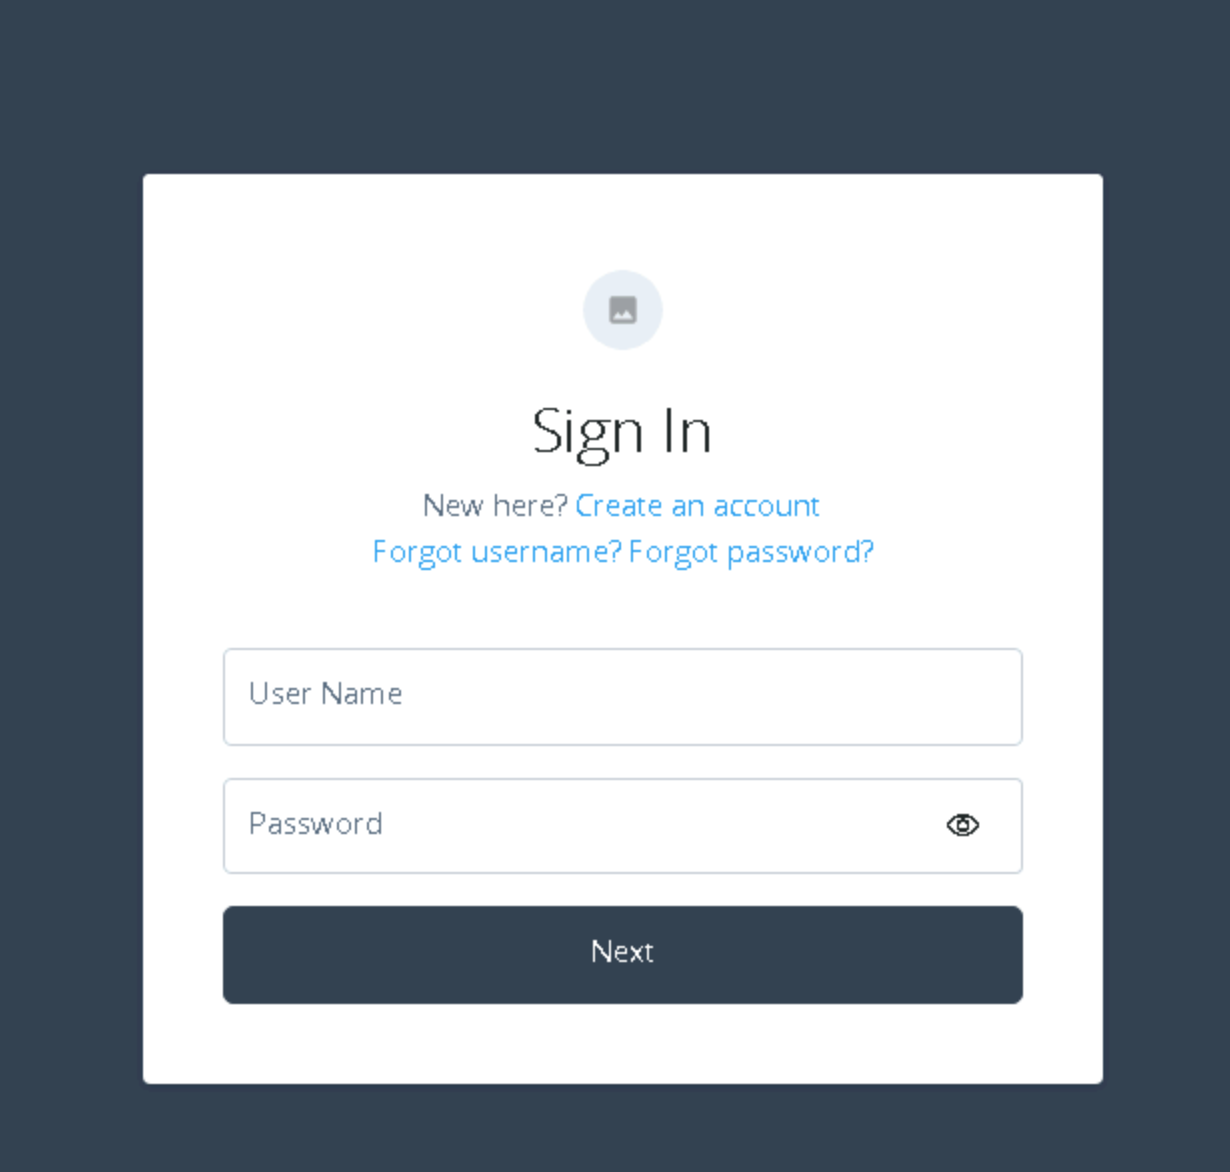 Sign In
New here? Create an account
Forgot username? Forgot password?
User Name
Password
Next